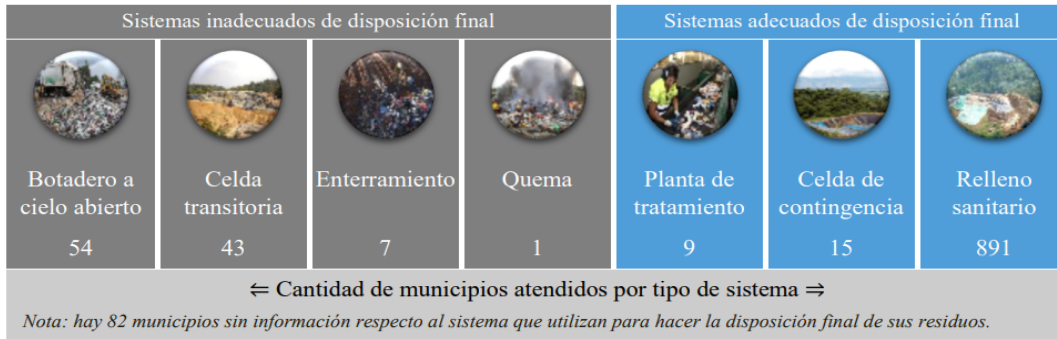 Sistemas inadecuados de disposición final
Sistemas adecuados de disposición final
Botadero a
cielo abierto
54
Celda
transitoria
43
Enterramiento
7
Quema
1
Planta de
tratamiento
9
Celda de
contingencia
15
Relleno
sanitario
891
⇐ Cantidad de municipios atendidos por tipo de sistema ⇒
Nota: hay 82 municipios sin información respecto al sistema que utilizan para hacer la disposición final de sus residuos.